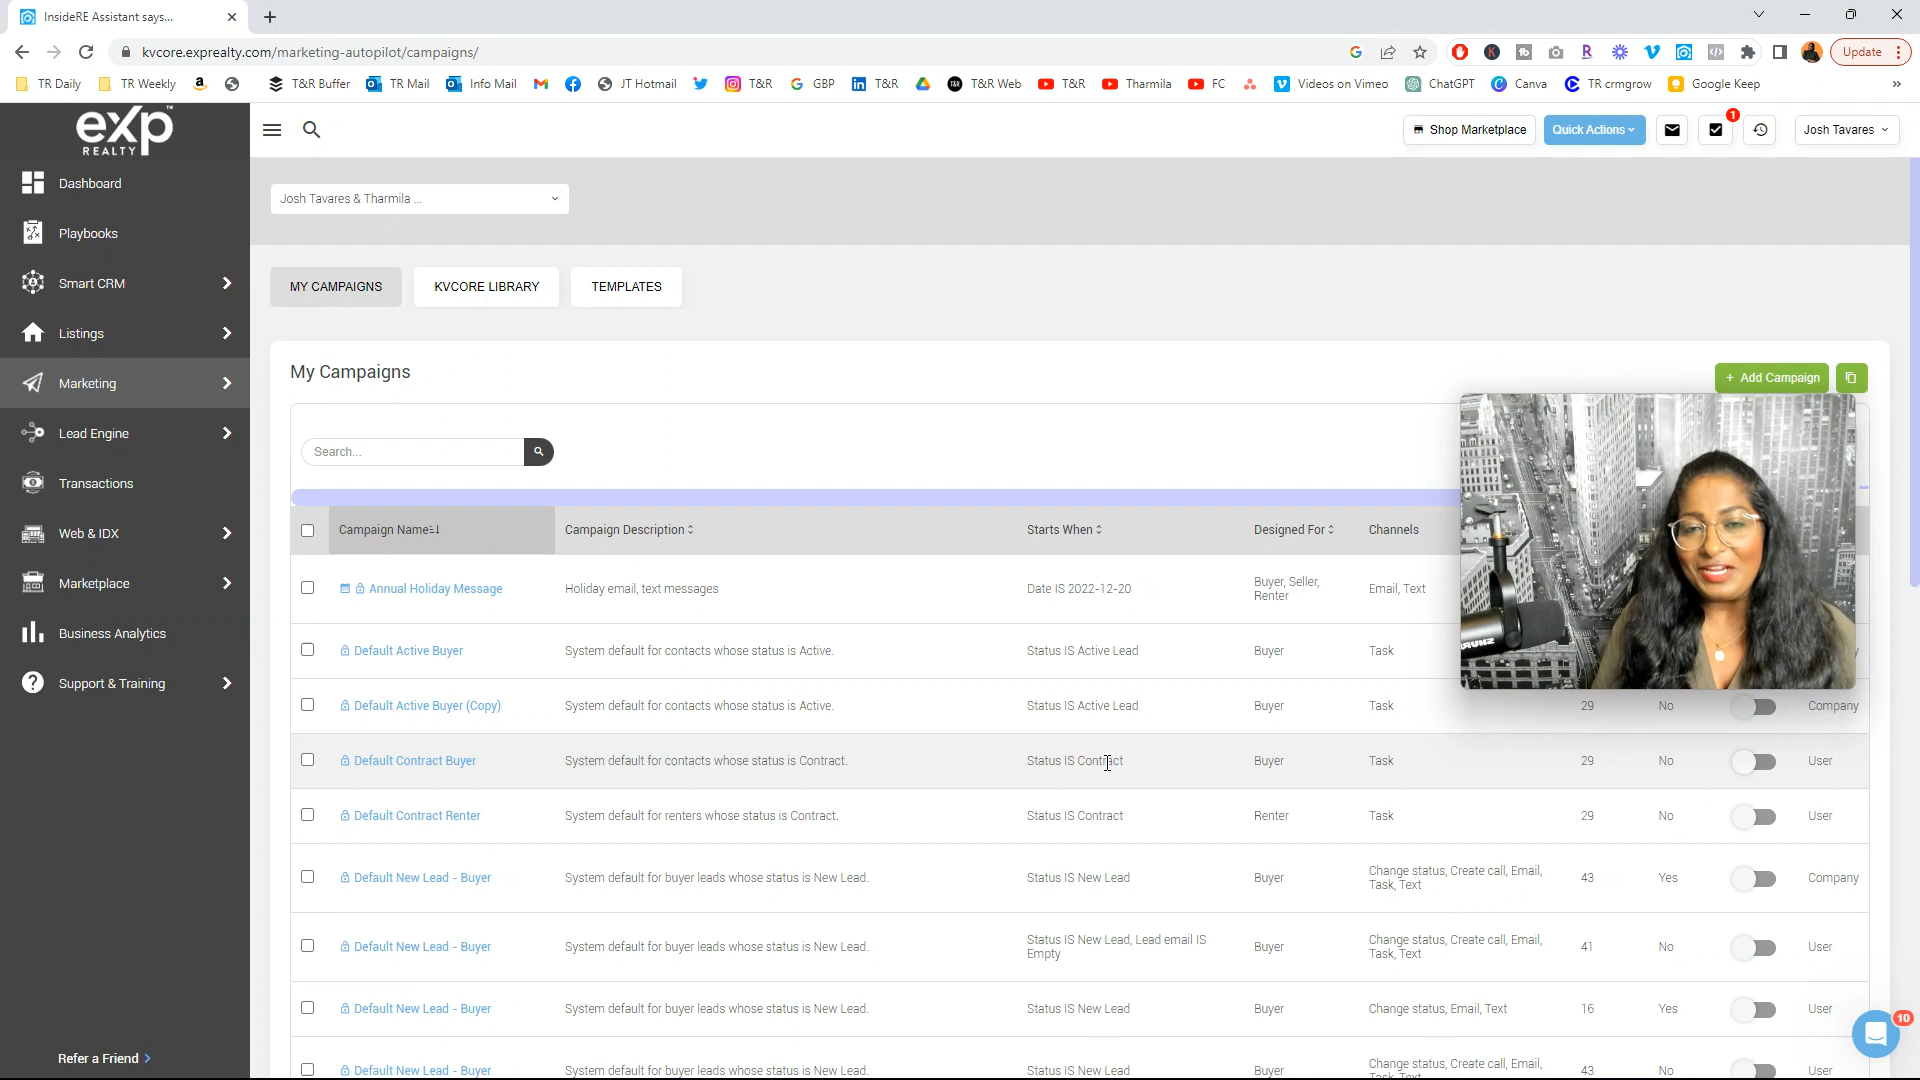 InsideRE Assistant says...
kvcore.exprealty.com/marketing-autopilot/campaigns/
Update
TR Daily
TR Weekly
T&R Buffer
TR Mail
Info Mail
JT Hotmail
T&R
GBP
T&R
T&R Web
T&R
Tharmila
FC
Videos on Vimeo
ChatGPT
Canva
TR crmgrow
Google Keep
exp
REALTY
Shop Marketplace
Quick Actions
1
Josh Tavares
Dashboard
Playbooks
Smart CRM
Listings
Marketing
Lead Engine
Transactions
Web & IDX
Marketplace
Business Analytics
Support & Training
Refer a Friend
Josh Tavares & Tharmila ...
MY CAMPAIGNS
KVCORE LIBRARY
TEMPLATES
My Campaigns
+ Add Campaign
Search...
Campaign Name Campaign Description Starts When Designed For Channels
Annual Holiday Message Holiday email, text messages Date IS 2022-12-20 Buyer, Seller, Renter Email, Text
Default Active Buyer System default for contacts whose status is Active. Status IS Active Lead Buyer Task
Default Active Buyer (Copy) System default for contacts whose status is Active. Status IS Active Lead Buyer Task 29 No Company
Default Contract Buyer System default for contacts whose status is Contract. Status IS Contract Buyer Task 29 No User
Default Contract Renter System default for renters whose status is Contract. Status IS Contract Renter Task 29 No User
Default New Lead - Buyer System default for buyer leads whose status is New Lead. Status IS New Lead Buyer Change status, Create call, Email, Task, Text 43 Yes Company
Default New Lead - Buyer System default for buyer leads whose status is New Lead. Status IS New Lead, Lead email IS Empty Buyer Change status, Create call, Email, Task, Text 41 No User
Default New Lead - Buyer System default for buyer leads whose status is New Lead. Status IS New Lead Buyer Change status, Email, Text 16 Yes User
Default New Lead - Buyer System default for buyer leads whose status is New Lead. Status IS New Lead Buyer Change status, Create call, Email, 43 No User
10